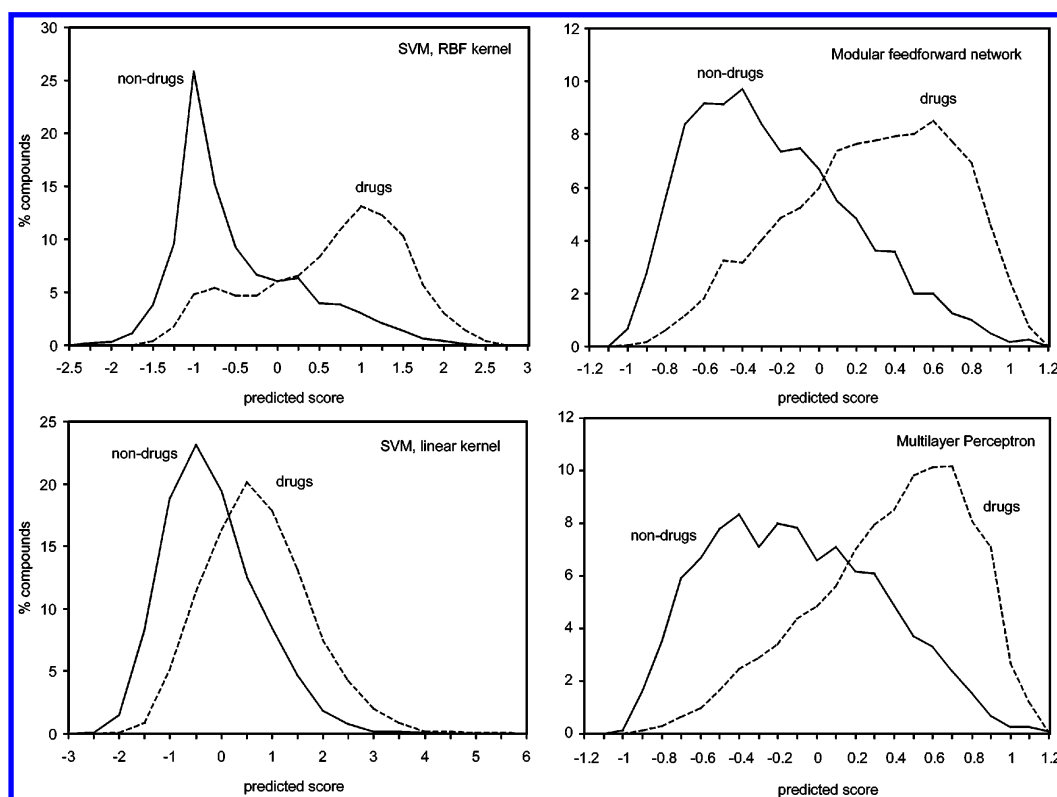 SVM, RBF kernel
non-drugs
drugs
% compounds
30
25
20
15
10
5
0
-2.5 -2 -1.5 -1 -0.5 0 0.5 1 1.5 2 2.5 3
predicted score
Modular feedforward network
non-drugs
drugs
12
10
8
6
4
2
0
-1.2 -1 -0.8 -0.6 -0.4 -0.2 0 0.2 0.4 0.6 0.8 1 1.2
predicted score
SVM, linear kernel
non-drugs
drugs
% compounds
25
20
15
10
5
0
-3 -2 -1 0 1 2 3 4 5 6
predicted score
Multilayer Perceptron
non-drugs
drugs
12
10
8
6
4
2
0
-1.2 -1 -0.8 -0.6 -0.4 -0.2 0 0.2 0.4 0.6 0.8 1 1.2
predicted score